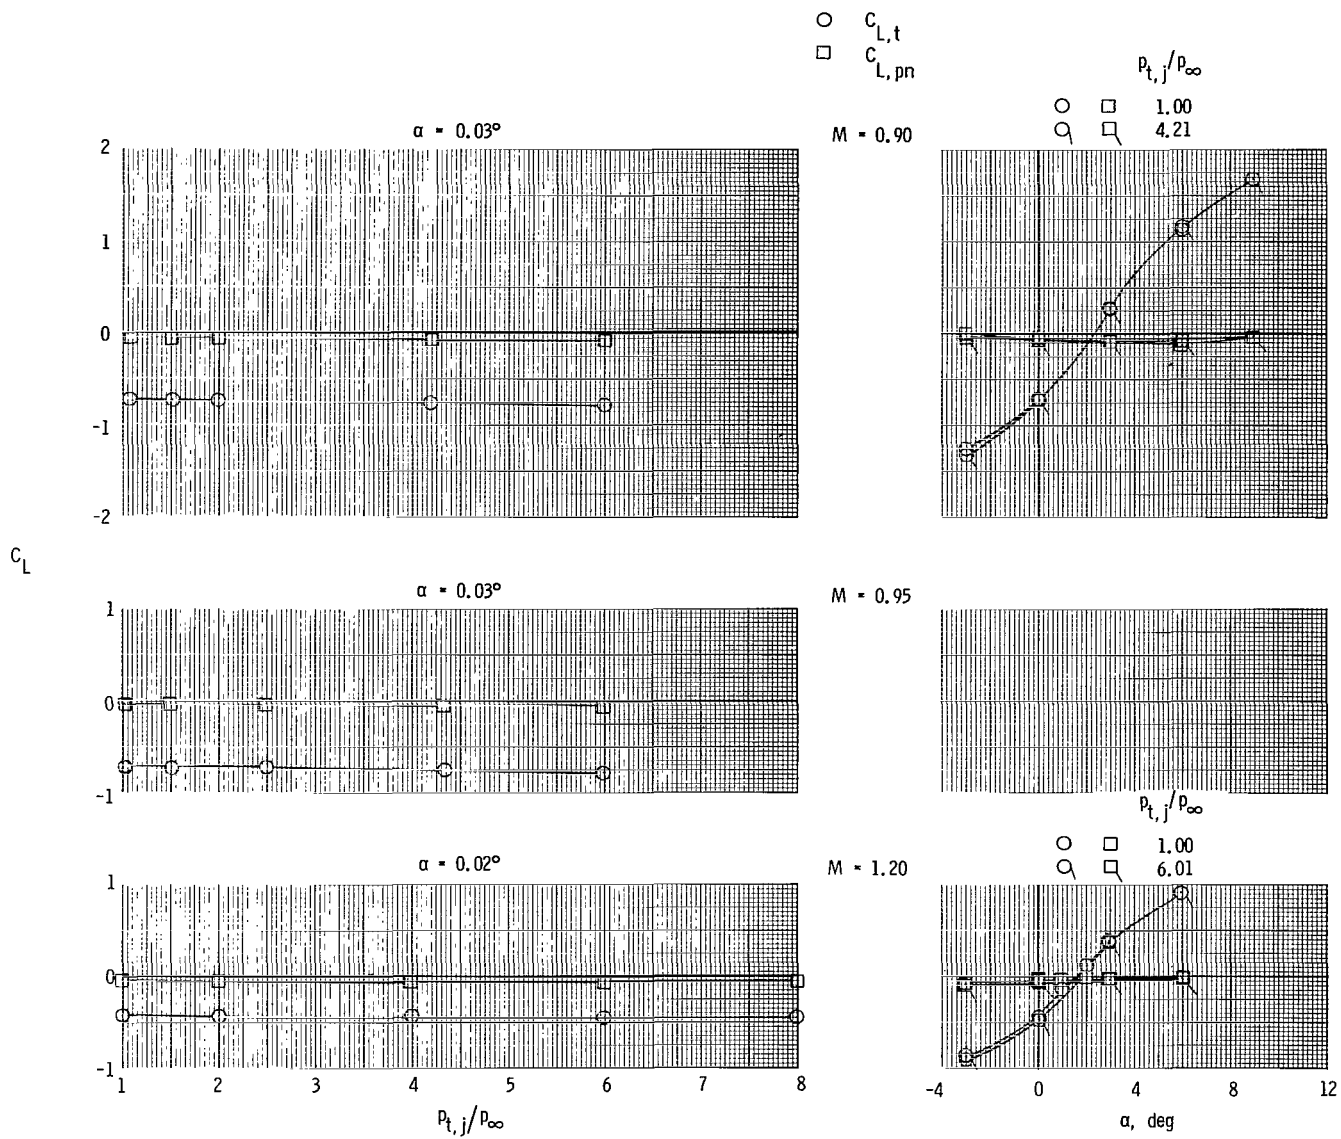 C_L,t
C_L,pn
p_t,j/p_∞
1.00
4.21
α = 0.03°
M = 0.90
2
1
0
-1
-2
C_L
α = 0.03°
M = 0.95
1
0
-1
p_t,j/p_∞
1.00
6.01
α = 0.02°
M = 1.20
1
0
-1
1 2 3 4 5 6 7 8
-4 0 4 8 12
p_t,j/p_∞
α, deg